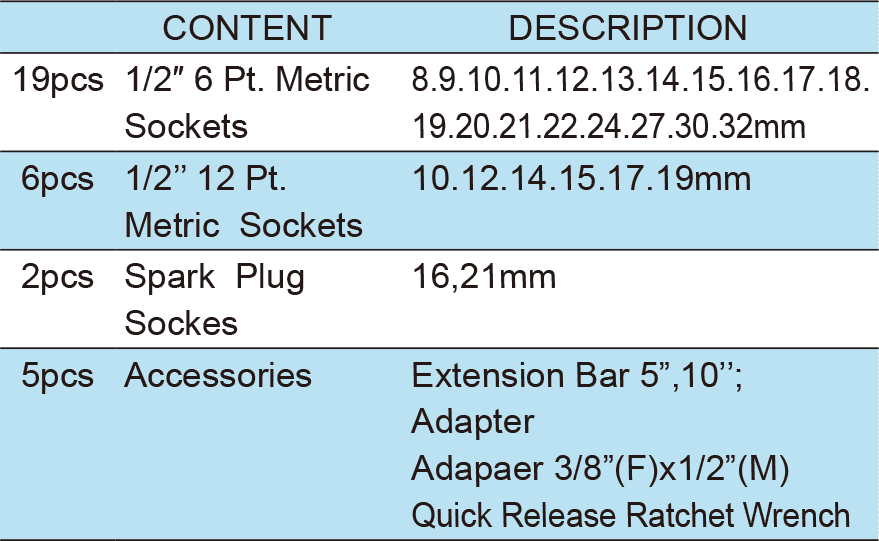 CONTENT DESCRIPTION
19pcs 1/2″ 6 Pt. Metric 8.9.10.11.12.13.14.15.16.17.18.
Sockets 19.20.21.22.24.27.30.32mm
6pcs 1/2’’ 12 Pt. 10.12.14.15.17.19mm
Metric Sockets
2pcs Spark Plug 16,21mm
Sockes
5pcs Accessories Extension Bar 5”,10’’;
Adapter
Adapaer 3/8”(F)x1/2”(M)
Quick Release Ratchet Wrench